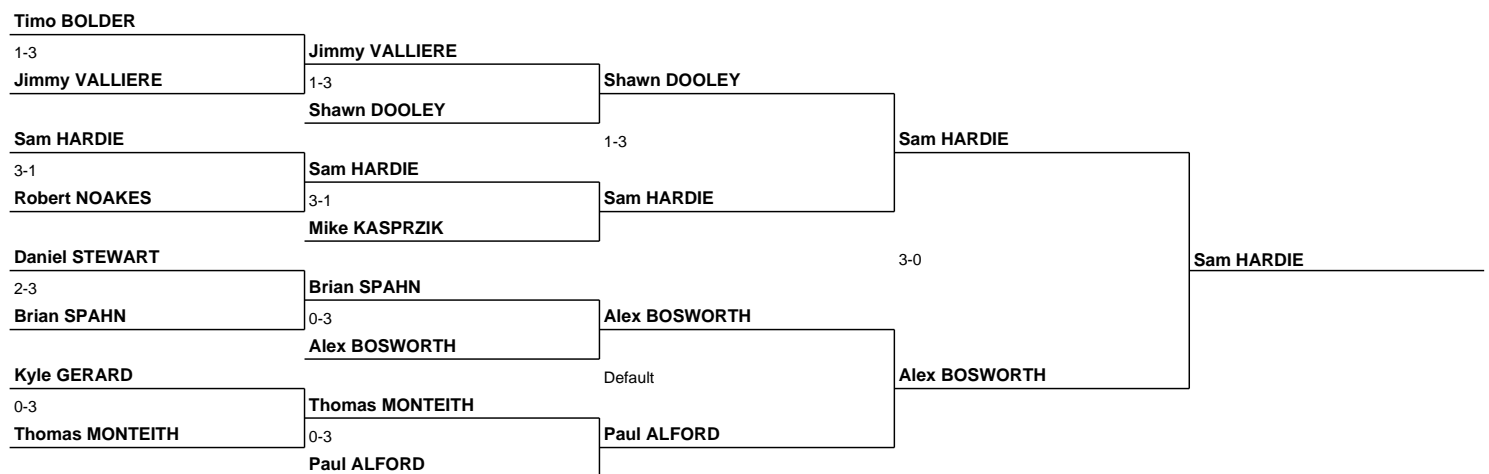 Timo BOLDER
1-3
Jimmy VALLIERE
Jimmy VALLIERE
1-3
Shawn DOOLEY
Shawn DOOLEY
Sam HARDIE
3-1
Robert NOAKES
Sam HARDIE
3-1
Mike KASPRZIK
1-3
Sam HARDIE
Sam HARDIE
Daniel STEWART
2-3
Brian SPAHN
Brian SPAHN
0-3
Alex BOSWORTH
Alex BOSWORTH
Kyle GERARD
0-3
Thomas MONTEITH
Thomas MONTEITH
0-3
Paul ALFORD
Default
Paul ALFORD
Alex BOSWORTH
3-0
Sam HARDIE